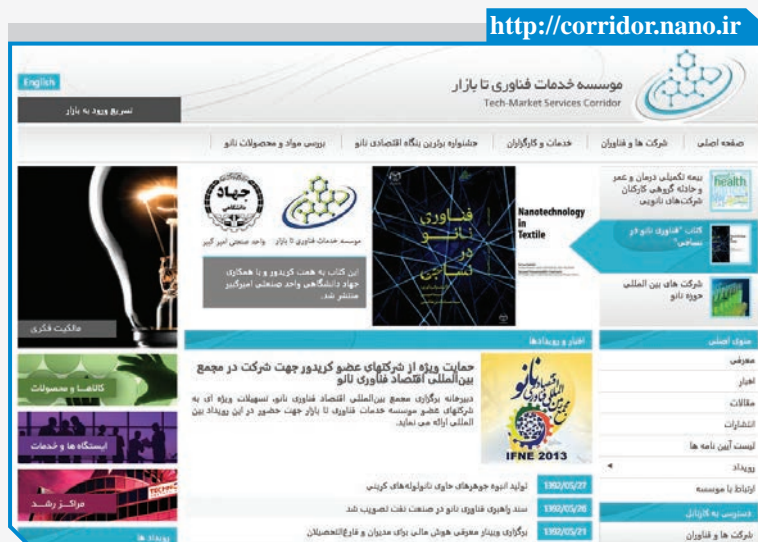 http://corridor.nano.ir
English
موسسه خدمات فناوری تا بازار
Tech-Market Services Corridor
تسریع ورود به بازار
صفحه اصلی
شرکت ها و فناوران
خدمات و کارگزاران
جشنواره برترین بنگاه اقتصادی نانو
بررسی مواد و محصولات نانو
health
بیمه تکمیلی درمان و عمر
و حادثه گروهی کارکنان
شرکت‌های نانویی
کتاب "فناوری نانو در
نساجی"
شرکت های بین المللی
حوزه نانو
Nanotechnology
in
Textile
فناوری
نانو
در
نساجی
جهاد
دانشگاهی
موسسه خدمات فناوری تا بازار
واحد صنعتی امیر کبیر
این کتاب به همت کریدور و با همکاری
جهاد دانشگاهی واحد صنعتی امیرکبیر
منتشر شد.
مالکیت فکری
کالاهـا و محصولات
ایستگاه ها و خدمات
مراکـز رشـد
رویداد ها
اخبار و رویدادها
حمایت ویژه از شرکتهای عضو کریدور جهت شرکت در مجمع
بین‌المللی اقتصاد فناوری نانو
دبیرخانه برگزاری مجمع بین‌المللی اقتصاد فناوری نانو، تسهیلات ویژه ای به
شرکتهای عضو موسسه خدمات فناوری تا بازار جهت حضور در این رویداد بین
المللی ارائه می نماید.
IFNE 2013
1392/05/27
تولید انبوه جوهرهای حاوی نانولوله‌های کربنی
1392/05/26
سند راهبری فناوری نانو در صنعت نفت تصویب شد
1392/05/21
برگزاری وبینار معرفی هوش مالی برای مدیران و فارغ‌التحصیلان
منوی اصلی
معرفی
اخبار
مقالات
انتشارات
لیست آیین نامه ها
رویداد
ارتباط با موسسه
دسترسی به کارتابل
شرکت ها و فناوران